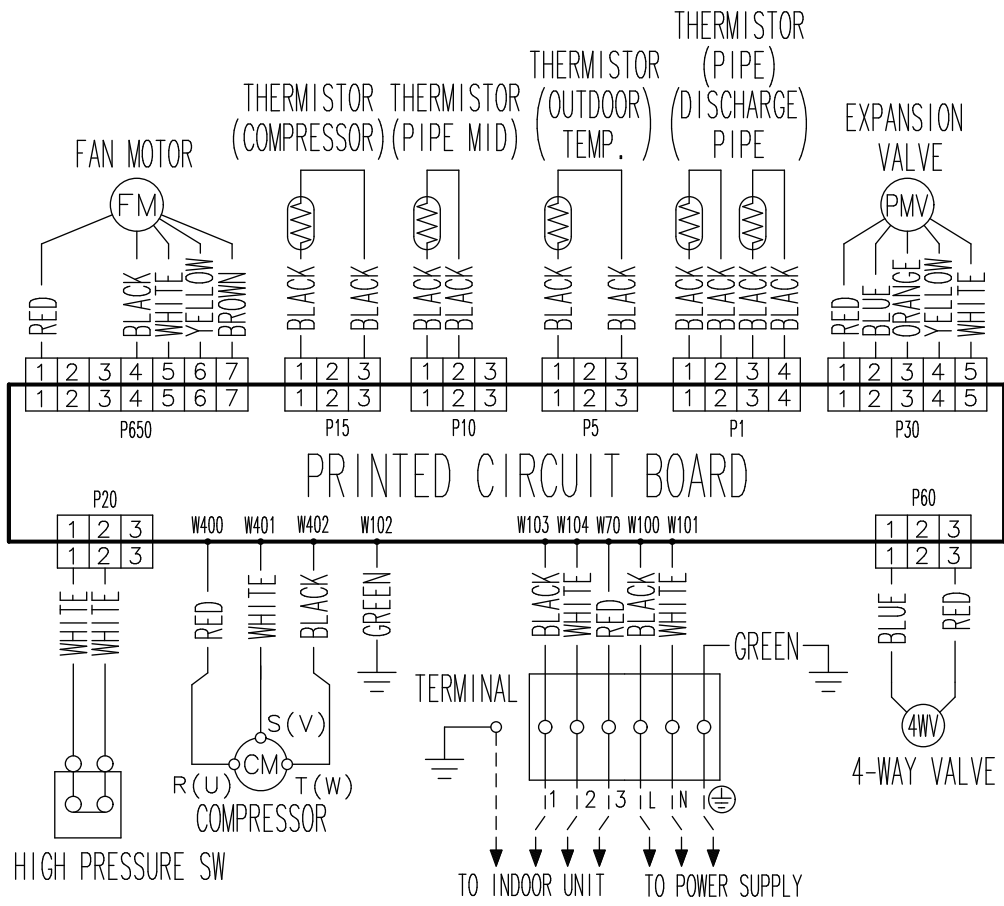 THERMISTOR
(PIPE)
(DISCHARGE)
PIPE
THERMISTOR
(OUTDOOR)
TEMP.
THERMISTOR
(COMPRESSOR)
THERMISTOR
(PIPE MID)
EXPANSION
VALVE
FAN MOTOR
FM
PMV
RED
BLACK
WHITE
YELLOW
BROWN
BLACK
BLACK
BLACK
BLACK
BLACK
BLACK
BLACK
BLACK
BLACK
BLACK
RED
BLUE
ORANGE
YELLOW
WHITE
1 2 3 4 5 6 7
1 2 3
1 2 3
1 2 3
1 2 3 4
1 2 3 4 5
1 2 3 4 5 6 7
1 2 3
1 2 3
1 2 3
1 2 3 4
1 2 3 4 5
P650
P15
P10
P5
P1
P30
PRINTED CIRCUIT BOARD
P20
P60
1 2 3
W400
W401
W402
W102
W103
W104
W70
W100
W101
1 2 3
1 2 3
1 2 3
WHITE
WHITE
RED
WHITE
BLACK
GREEN
BLACK
WHITE
RED
BLACK
WHITE
BLUE
RED
GREEN
TERMINAL
S(V)
CM
R(U)
T(W)
COMPRESSOR
4WV
4-WAY VALVE
1 2 3 L N
HIGH PRESSURE SW
TO INDOOR UNIT
TO POWER SUPPLY